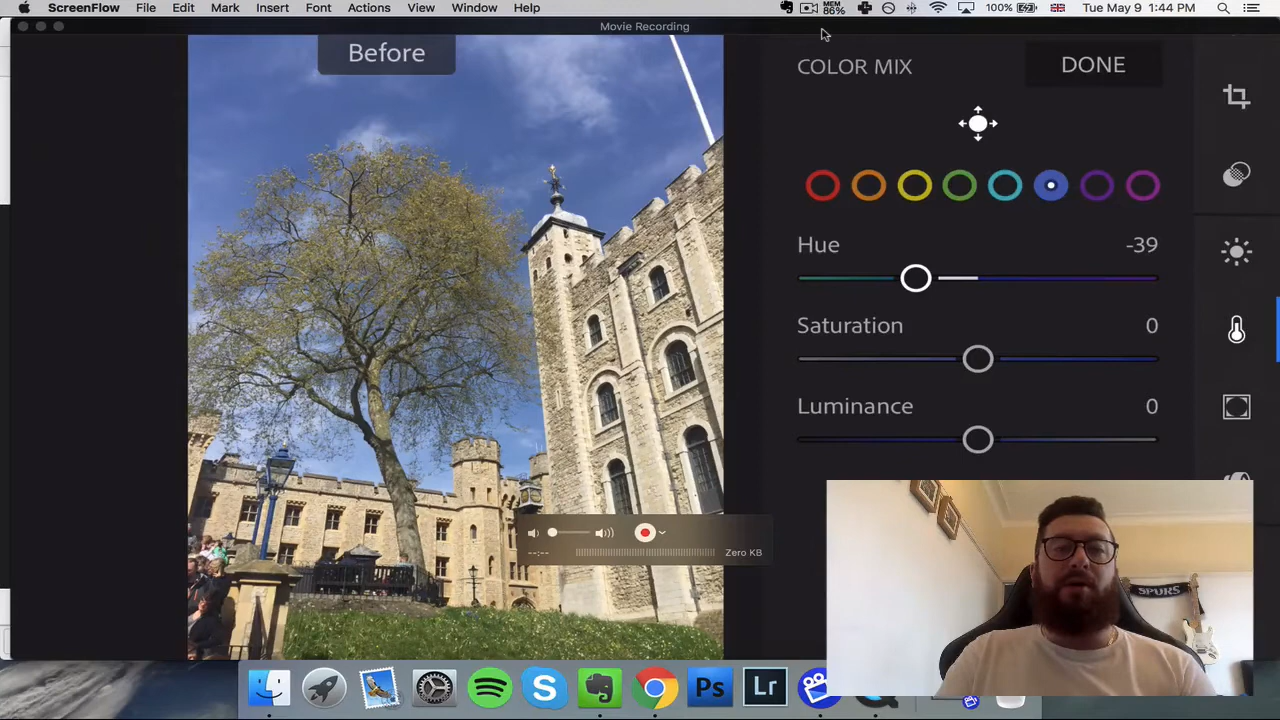 ScreenFlow File Edit Mark Insert Font Actions View Window Help MEM 86% 100% Tue May 9 1:44 PM
Movie Recording
Before
COLOR MIX DONE
Hue -39
Saturation 0
Luminance 0
--:-- Zero KB
SPURS
Ps Lr